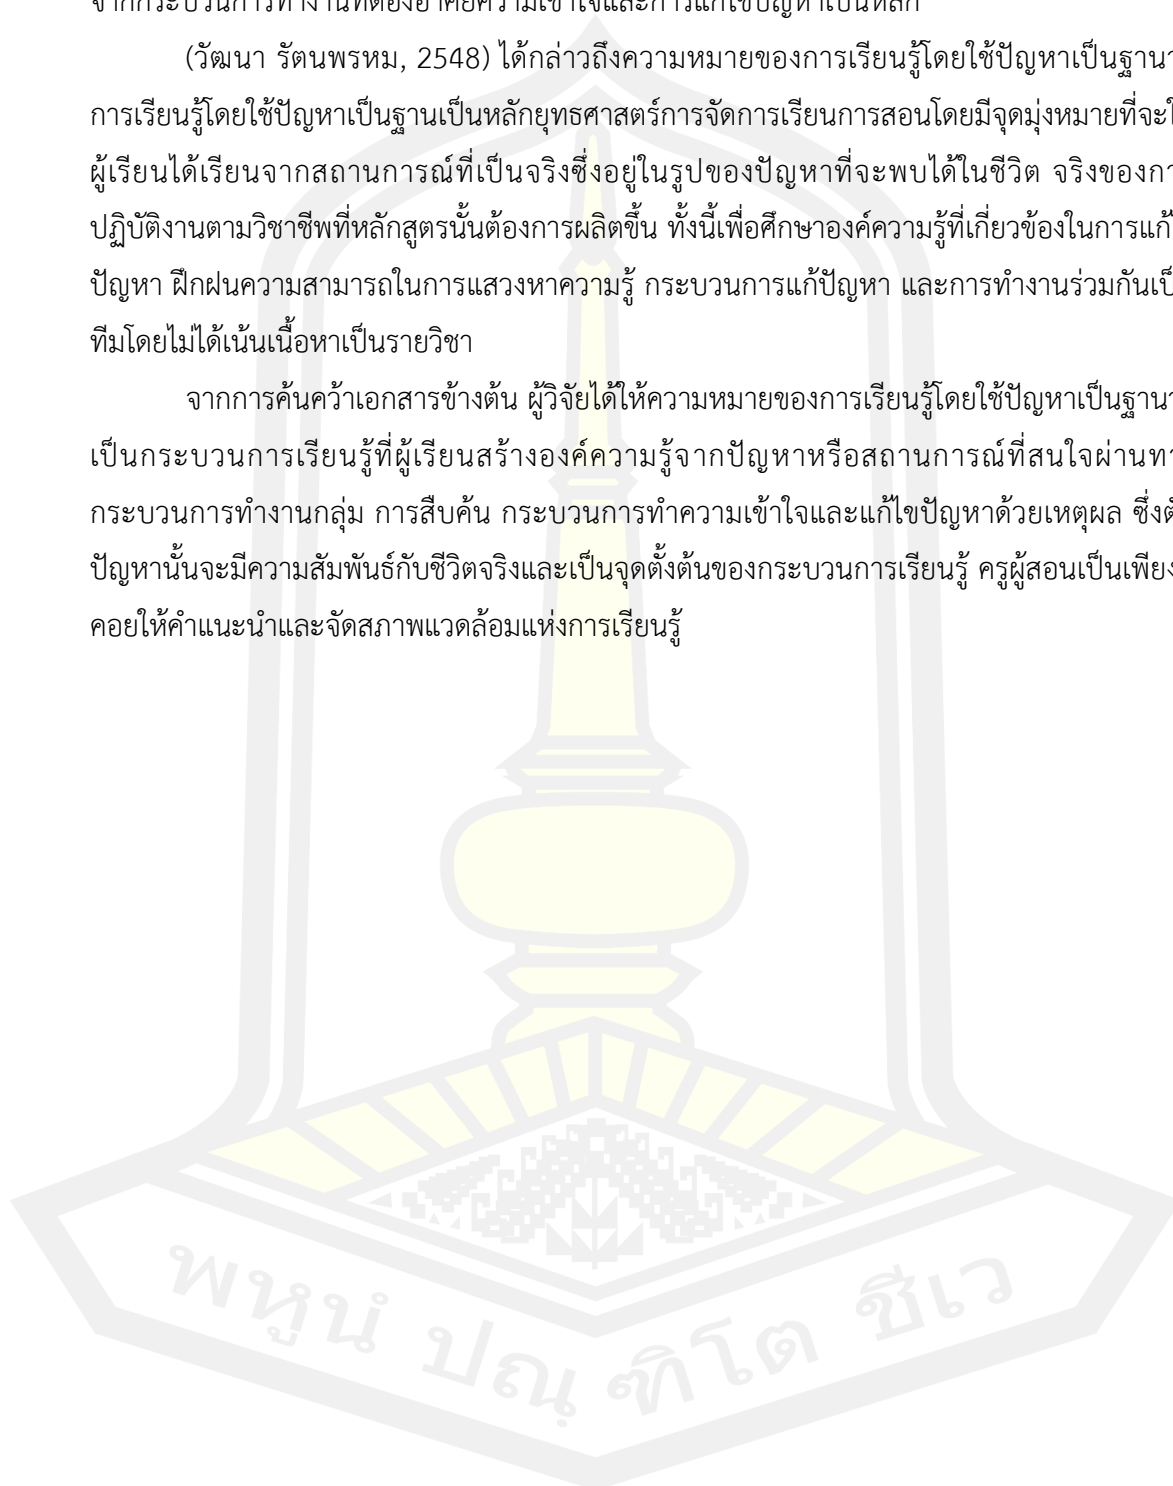 จากกระบวนการทำงานที่ต้องอาศัยความเข้าใจและการแก้ไขปัญหาเป็นหลัก
(วัฒนา รัตนพรหม, 2548) ได้กล่าวถึงความหมายของการเรียนรู้โดยใช้ปัญหาเป็นฐาน
การเรียนรู้โดยใช้ปัญหาเป็นฐานเป็นหลักยุทธศาสตร์การจัดการเรียนการสอนโดยมีจุดมุ่งหมายที่จะ
ผู้เรียนได้เรียนจากสถานการณ์ที่เป็นจริงซึ่งอยู่ในรูปของปัญหาที่จะพบได้ในชีวิต จริงของ
ปฏิบัติงานตามวิชาชีพที่หลักสูตรนั้นต้องการผลิตขึ้น ทั้งนี้เพื่อศึกษาองค์ความรู้ที่เกี่ยวข้องในการแก้
ปัญหา ฝึกฝนความสามารถในการแสวงหาความรู้ กระบวนการแก้ปัญหา และการทำงานร่วมกัน
ทีมโดยไม่ได้เน้นเนื้อหาเป็นรายวิชา
จากการค้นคว้าเอกสารข้างต้น ผู้วิจัยได้ให้ความหมายของการเรียนรู้โดยใช้ปัญหาเป็นฐาน
เป็นกระบวนการเรียนรู้ที่ผู้เรียนสร้างองค์ความรู้จากปัญหาหรือสถานการณ์ที่สนใจผ่าน
กระบวนการทำงานกลุ่ม การสืบค้น กระบวนการทำความเข้าใจและแก้ไขปัญหาด้วยเหตุผล ซึ่ง
ปัญหานั้นจะมีความสัมพันธ์กับชีวิตจริงและเป็นจุดตั้งต้นของกระบวนการเรียนรู้ ครูผู้สอนเป็นเพียง
คอยให้คำแนะนำและจัดสภาพแวดล้อมแห่งการเรียนรู้
พหูนํ ปณฺฑิโต ชีเว